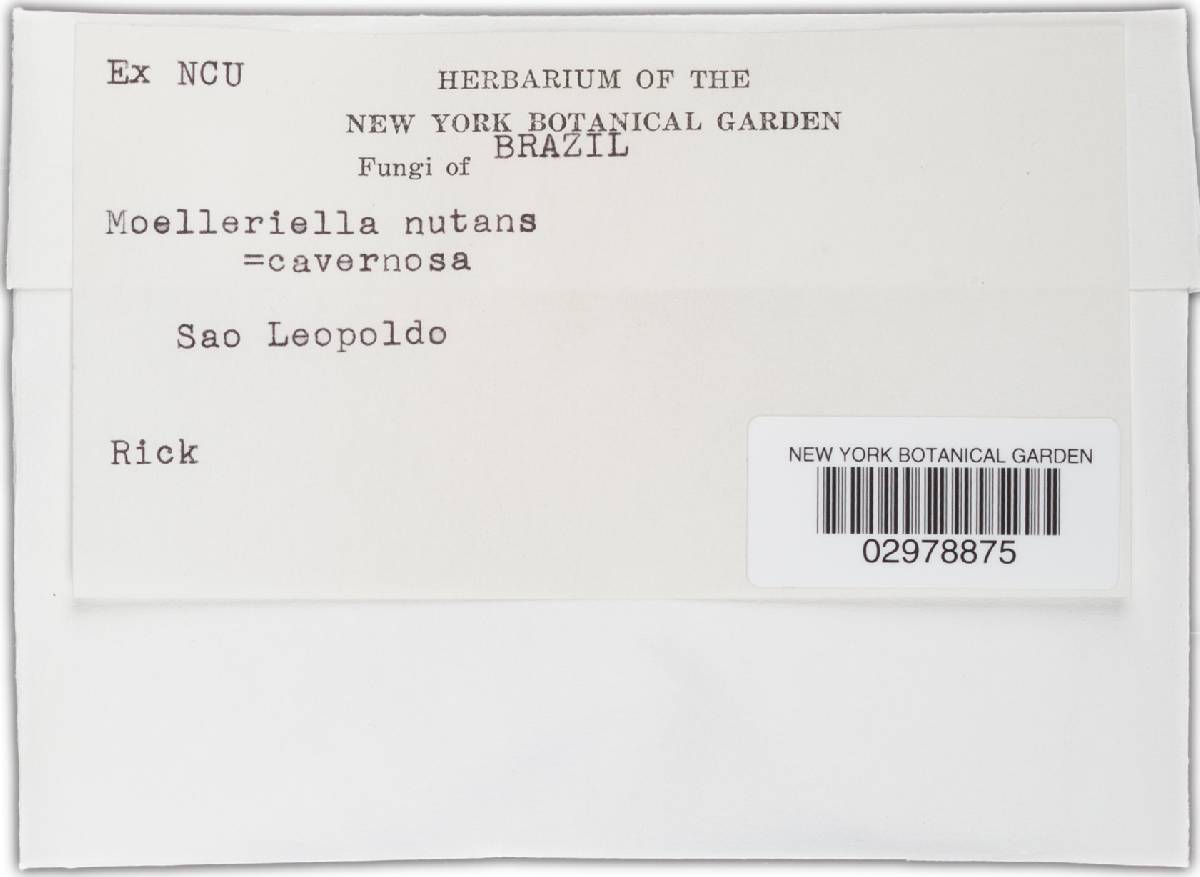 Ex NCU
HERBARIUM OF THE
NEW YORK BOTANICAL GARDEN
Fungi of BRAZIL
Moelleriella nutans
=cavernosa
Sao Leopoldo
Rick
NEW YORK BOTANICAL GARDEN
02978875